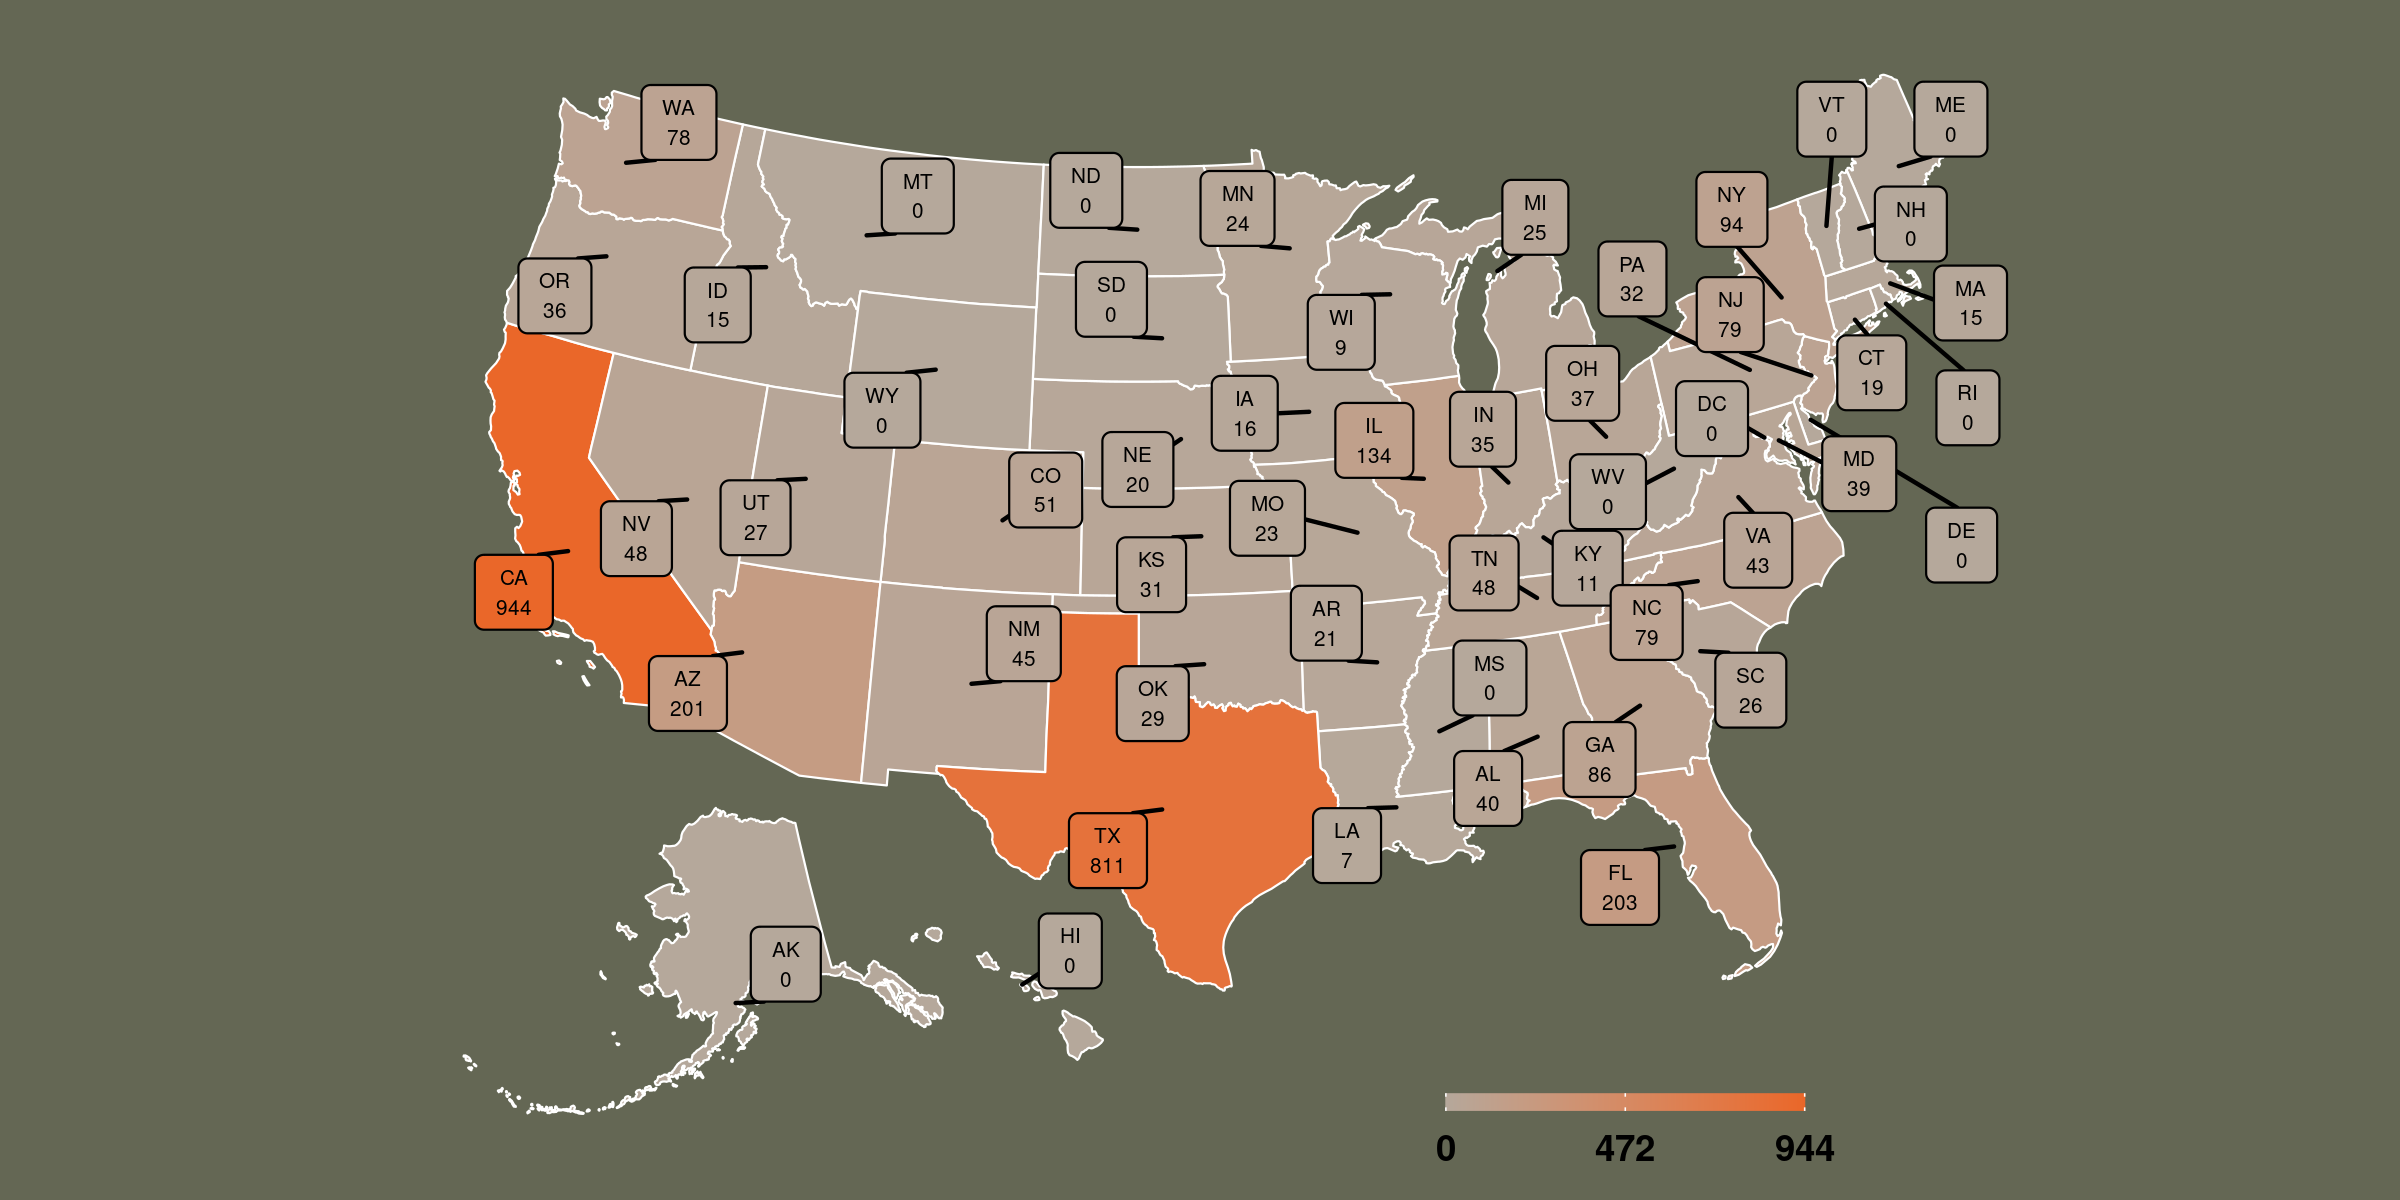 VT
0
ME
0
WA
78
MT
0
ND
0
MN
24
MI
25
NY
94
NH
0
OR
36
ID
15
SD
0
WI
9
PA
32
NJ
79
MA
15
WY
0
IA
16
OH
37
CT
19
RI
0
IL
134
IN
35
DC
0
NE
20
CO
51
MD
39
WV
0
NV
48
UT
27
MO
23
VA
43
DE
0
CA
944
KS
31
TN
48
KY
11
AR
21
NC
79
NM
45
AZ
201
OK
29
MS
0
SC
26
GA
86
AL
40
TX
811
LA
7
FL
203
AK
0
HI
0
0 472 944